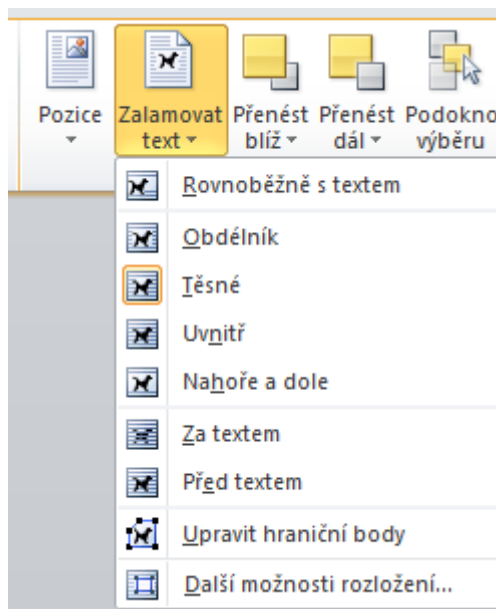 Pozice
Zalamovat text
Přenést blíž
Přenést dál
Podokno výběru
Rovnoběžně s textem
Obdélník
Těsné
Uvnitř
Nahoře a dole
Za textem
Před textem
Upravit hraniční body
Další možnosti rozložení...